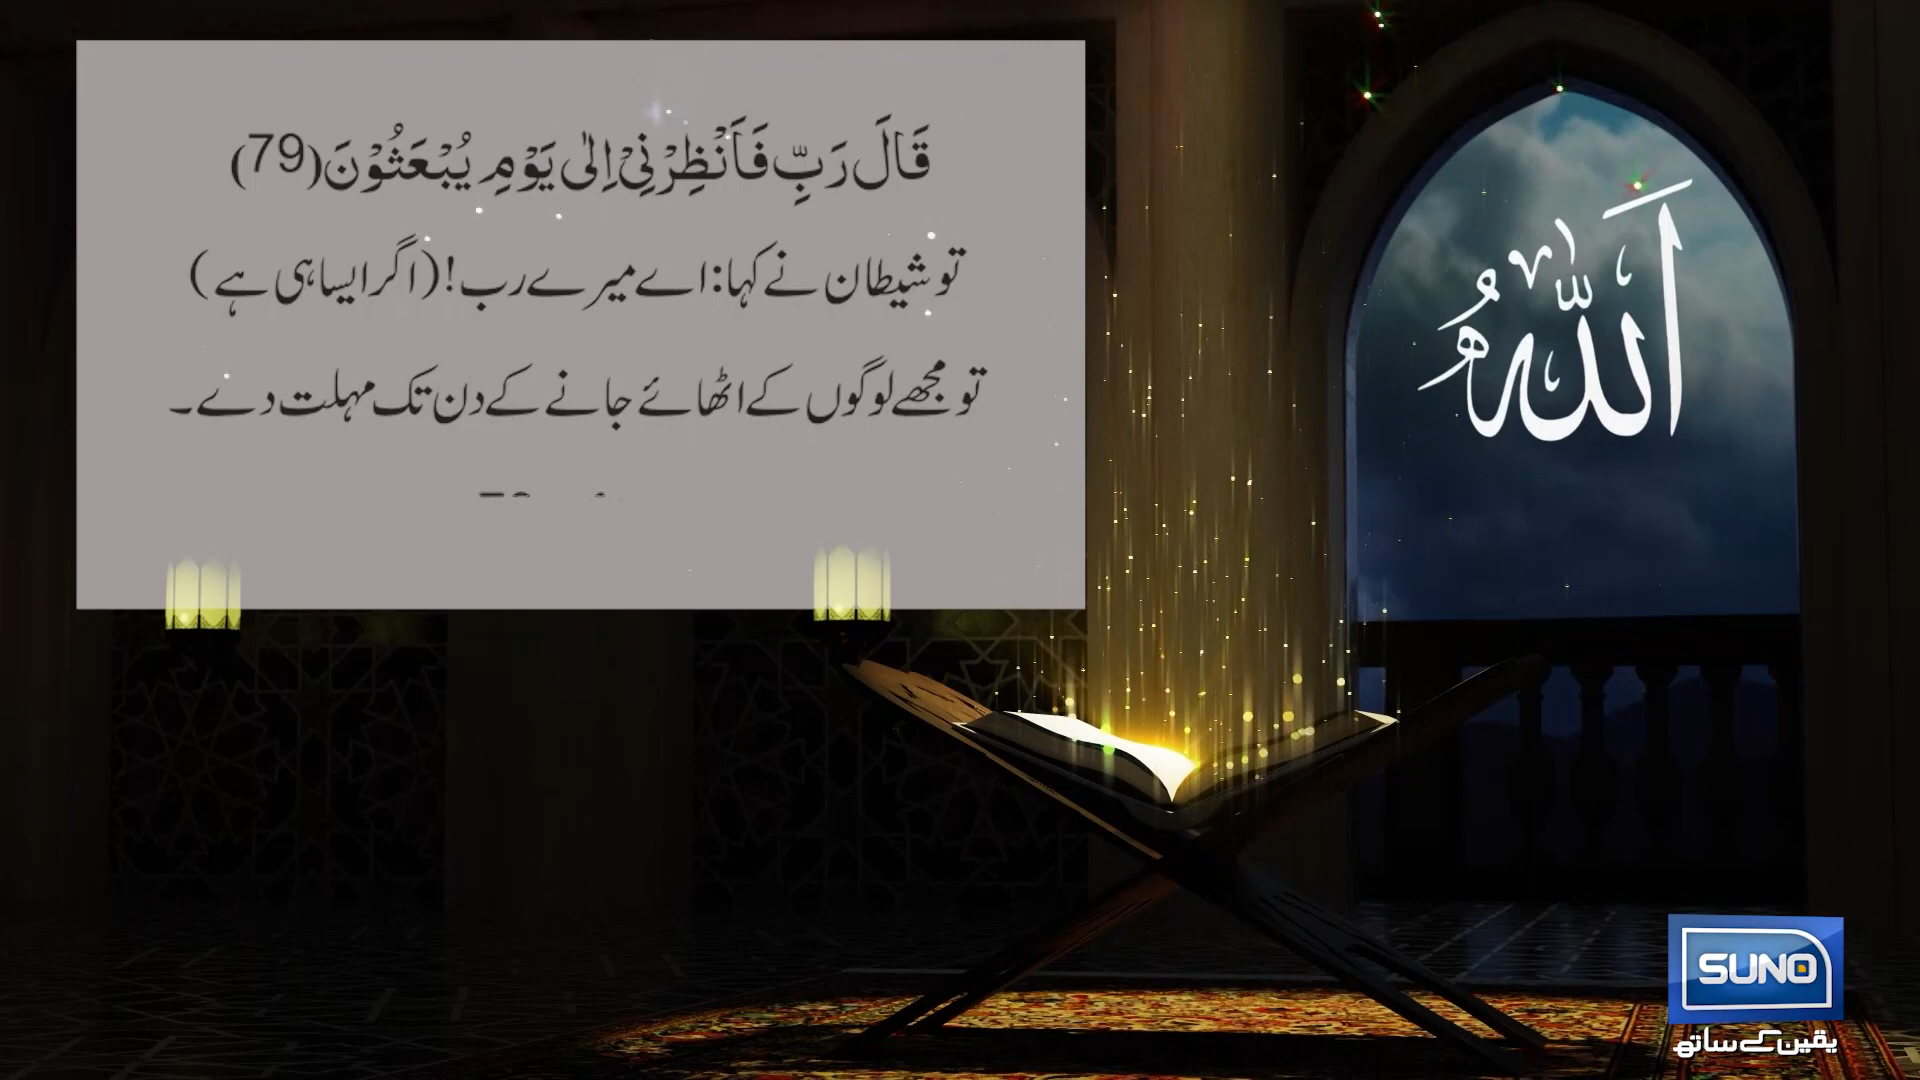 قَالَ رَبِّ فَاَنْظِرْنِیْۤ اِلٰى یَوْمِ یُبْعَثُوْنَ(79)
تو شیطان نے کہا: اے میرے رب! (اگر ایسا ہی ہے)
تو مجھے لوگوں کے اٹھائے جانے کے دن تک مہلت دے۔
اَللّٰهُ
SUNO
یقین کے ساتھ